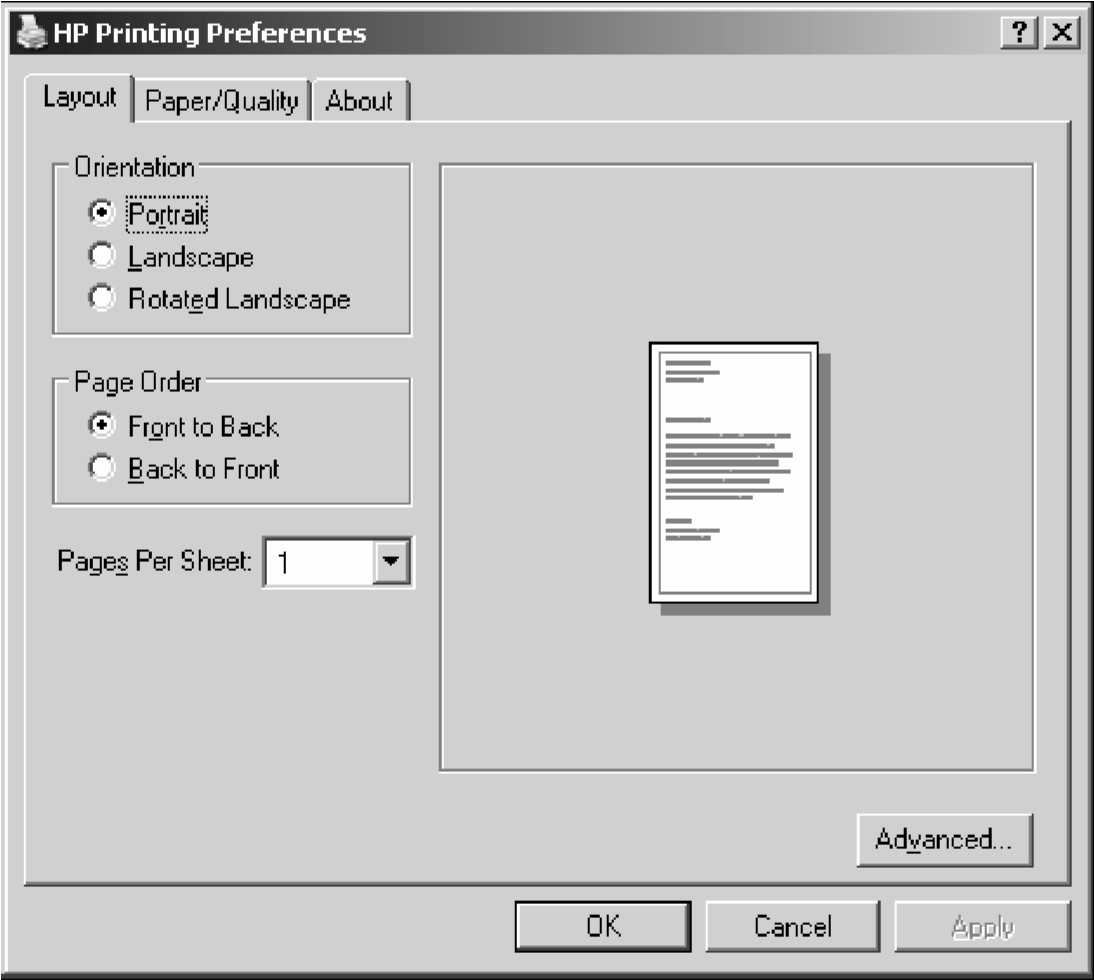 HP Printing Preferences
Layout
Paper/Quality
About
Orientation
Portrait
Landscape
Rotated Landscape
Page Order
Front to Back
Back to Front
Pages Per Sheet: 1
Advanced...
OK
Cancel
Apply